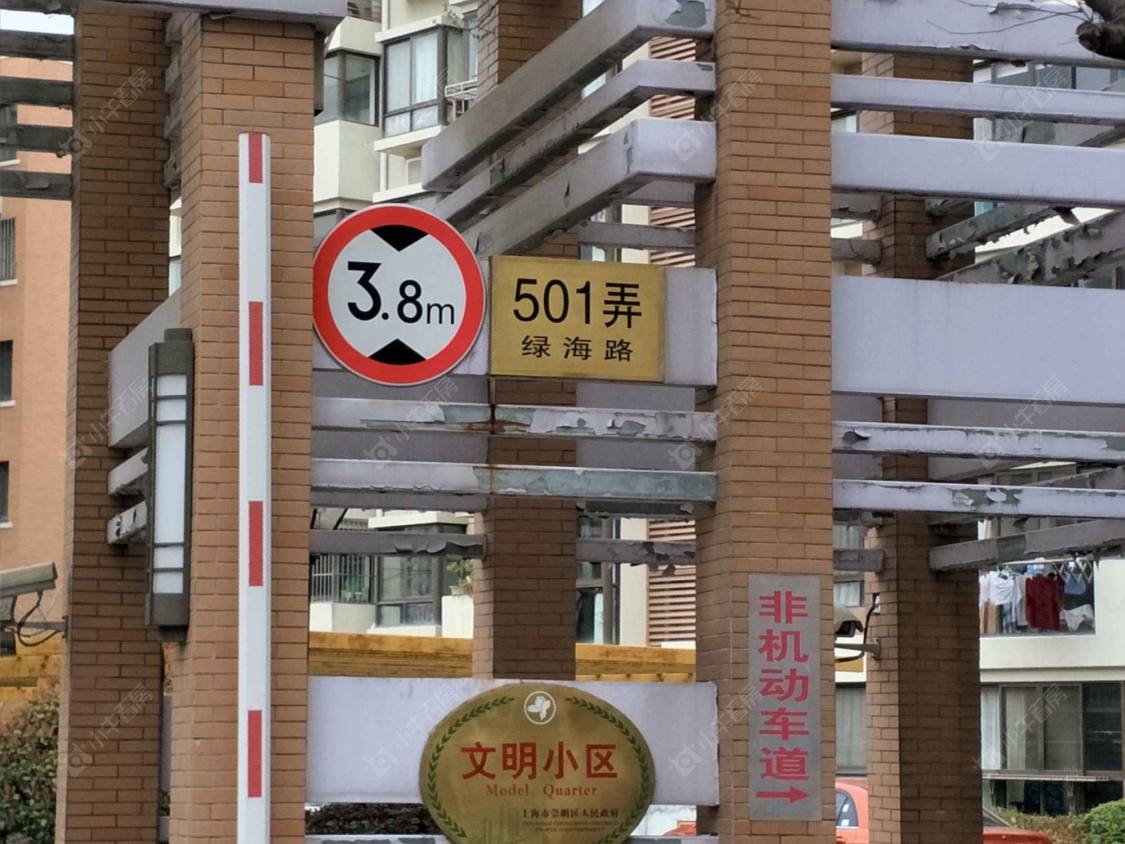 3.8m
501弄
绿海路
非机动车道
文明小区
Model Quarter
上海市崇明区人民政府